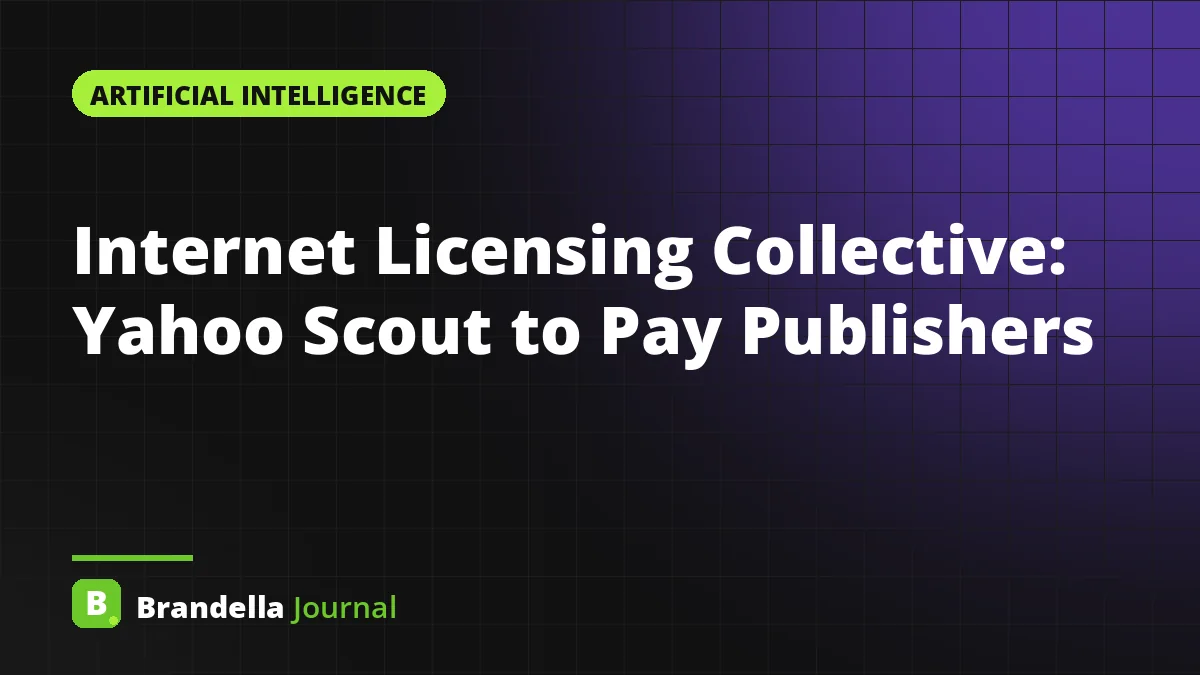 ARTIFICIAL INTELLIGENCE
Internet Licensing Collective:
Yahoo Scout to Pay Publishers
B
Brandella Journal